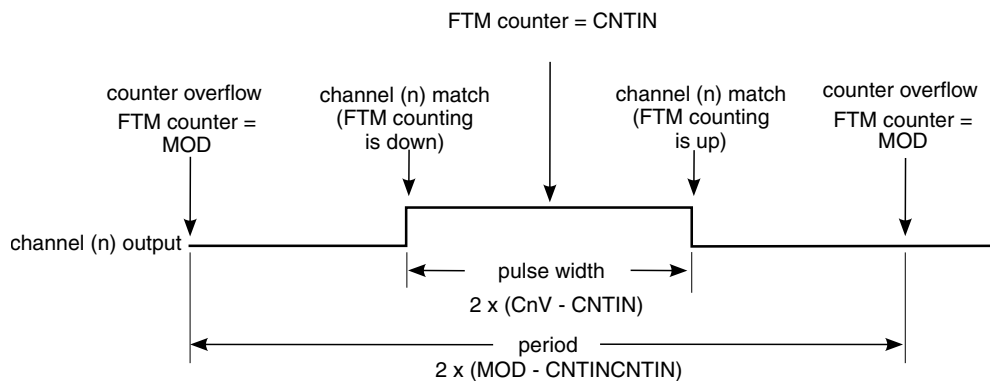 FTM counter = CNTIN
counter overflow
FTM counter =
MOD
channel (n) match
(FTM counting
is down)
channel (n) match
(FTM counting
is up)
counter overflow
FTM counter =
MOD
channel (n) output
pulse width
2 x (CnV - CNTIN)
period
2 x (MOD - CNTINCNTIN)